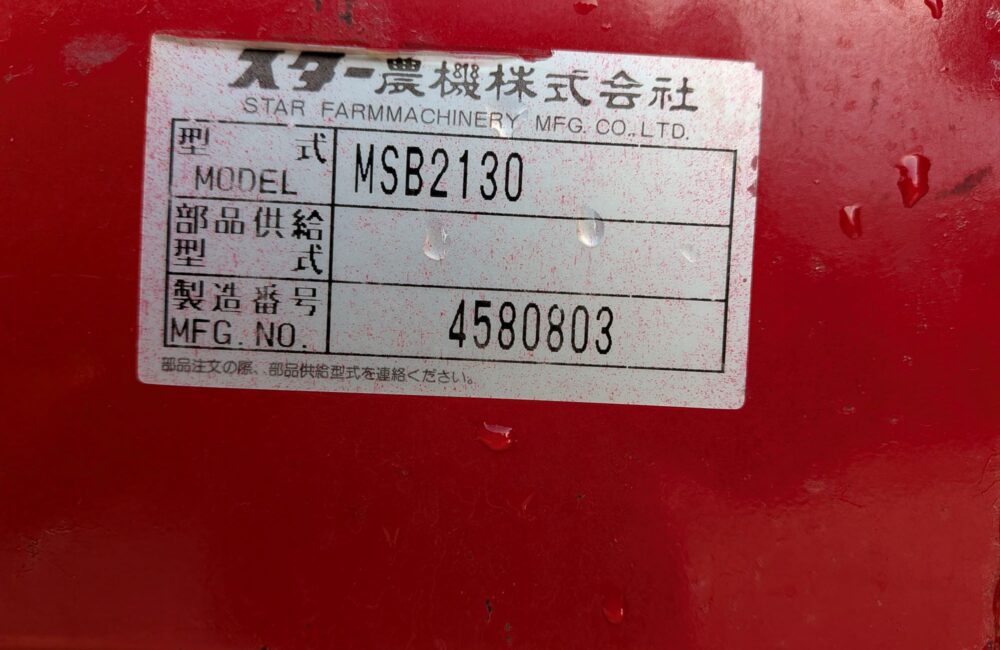 スター農機株式会社
STAR FARMMACHINERY MFG. CO., LTD.
型式 MSB2130
MODEL
部品供給
型式
製造番号 4580803
MFG. NO.
部品注文の際、部品供給型式を連絡ください。